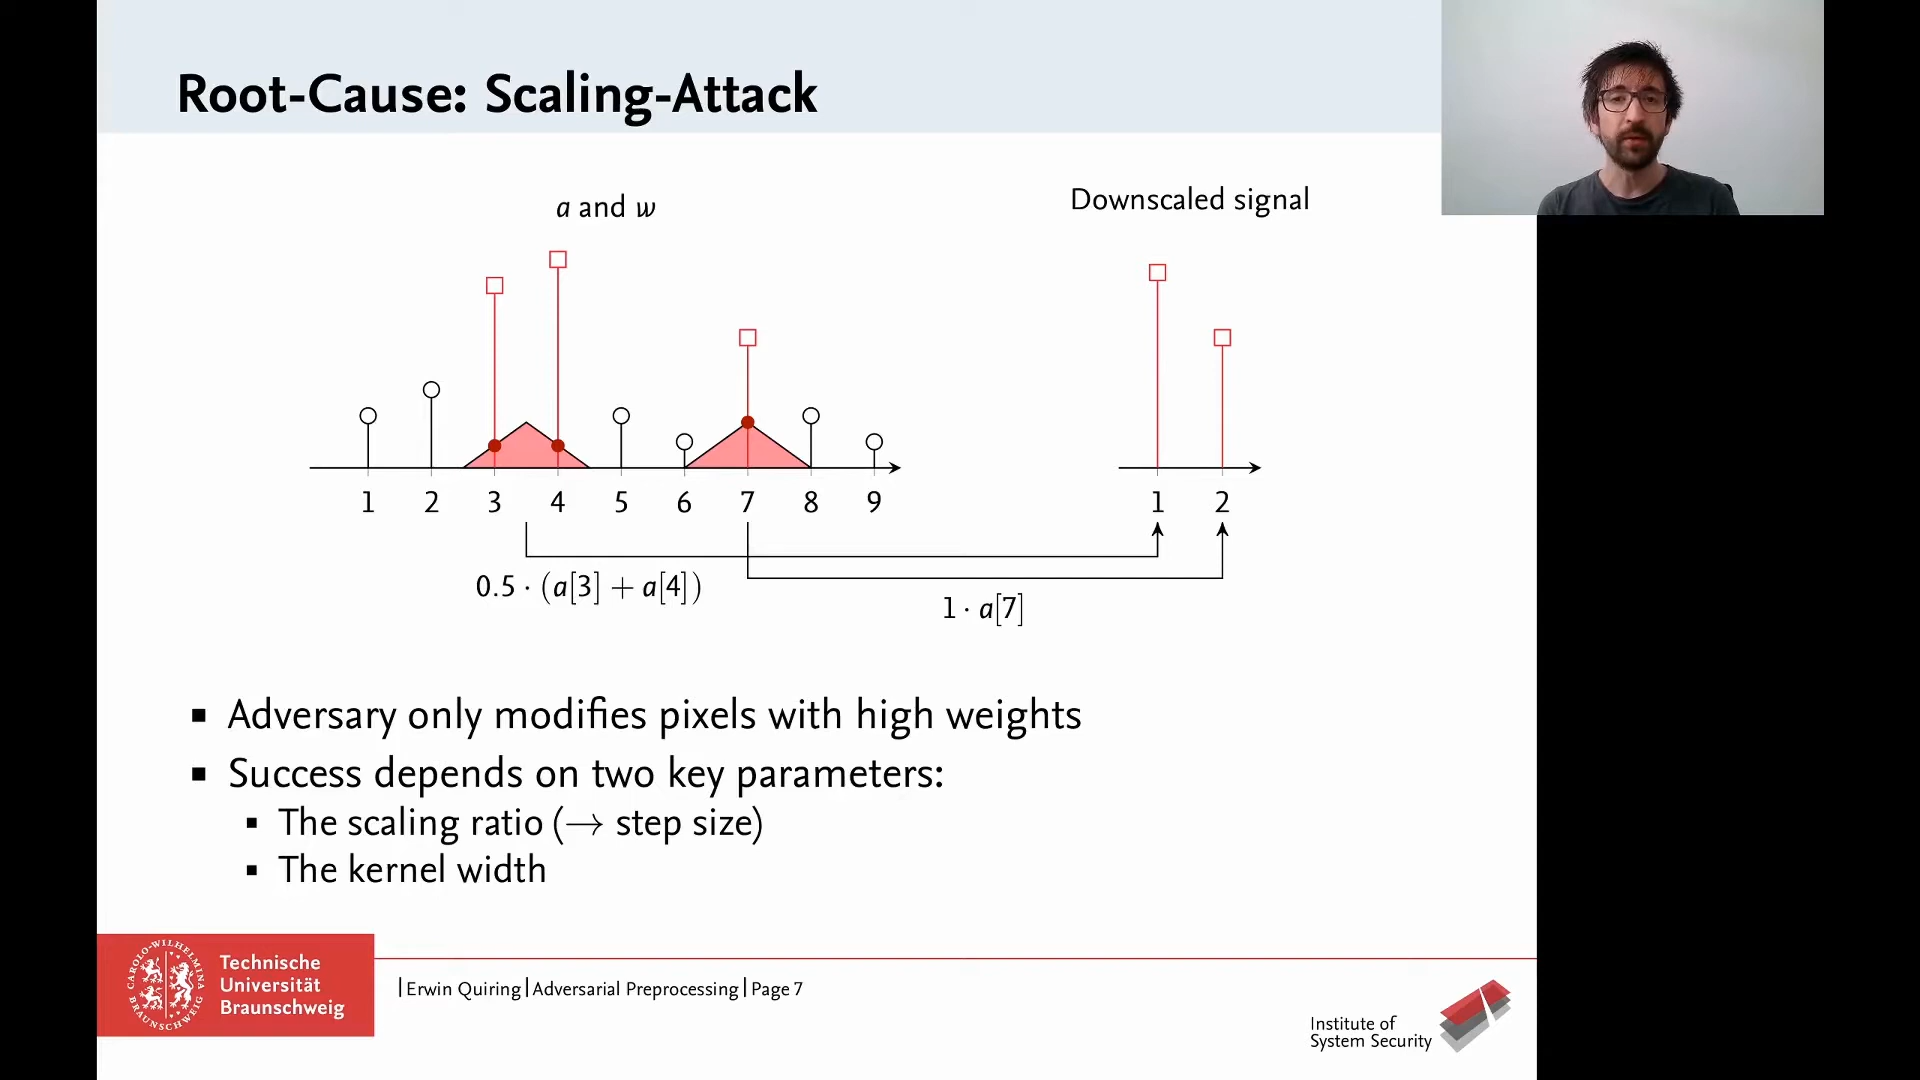 Root-Cause: Scaling-Attack
a and w
Downscaled signal
1 2 3 4 5 6 7 8 9
1 2
0.5 · (a[3] + a[4])
1 · a[7]
▪ Adversary only modifies pixels with high weights
▪ Success depends on two key parameters:
▪ The scaling ratio (→ step size)
▪ The kernel width
CAROLO-WILHELMINA
BRAUNSCHWEIG
Technische
Universität
Braunschweig
| Erwin Quiring | Adversarial Preprocessing | Page 7
Institute of
System Security